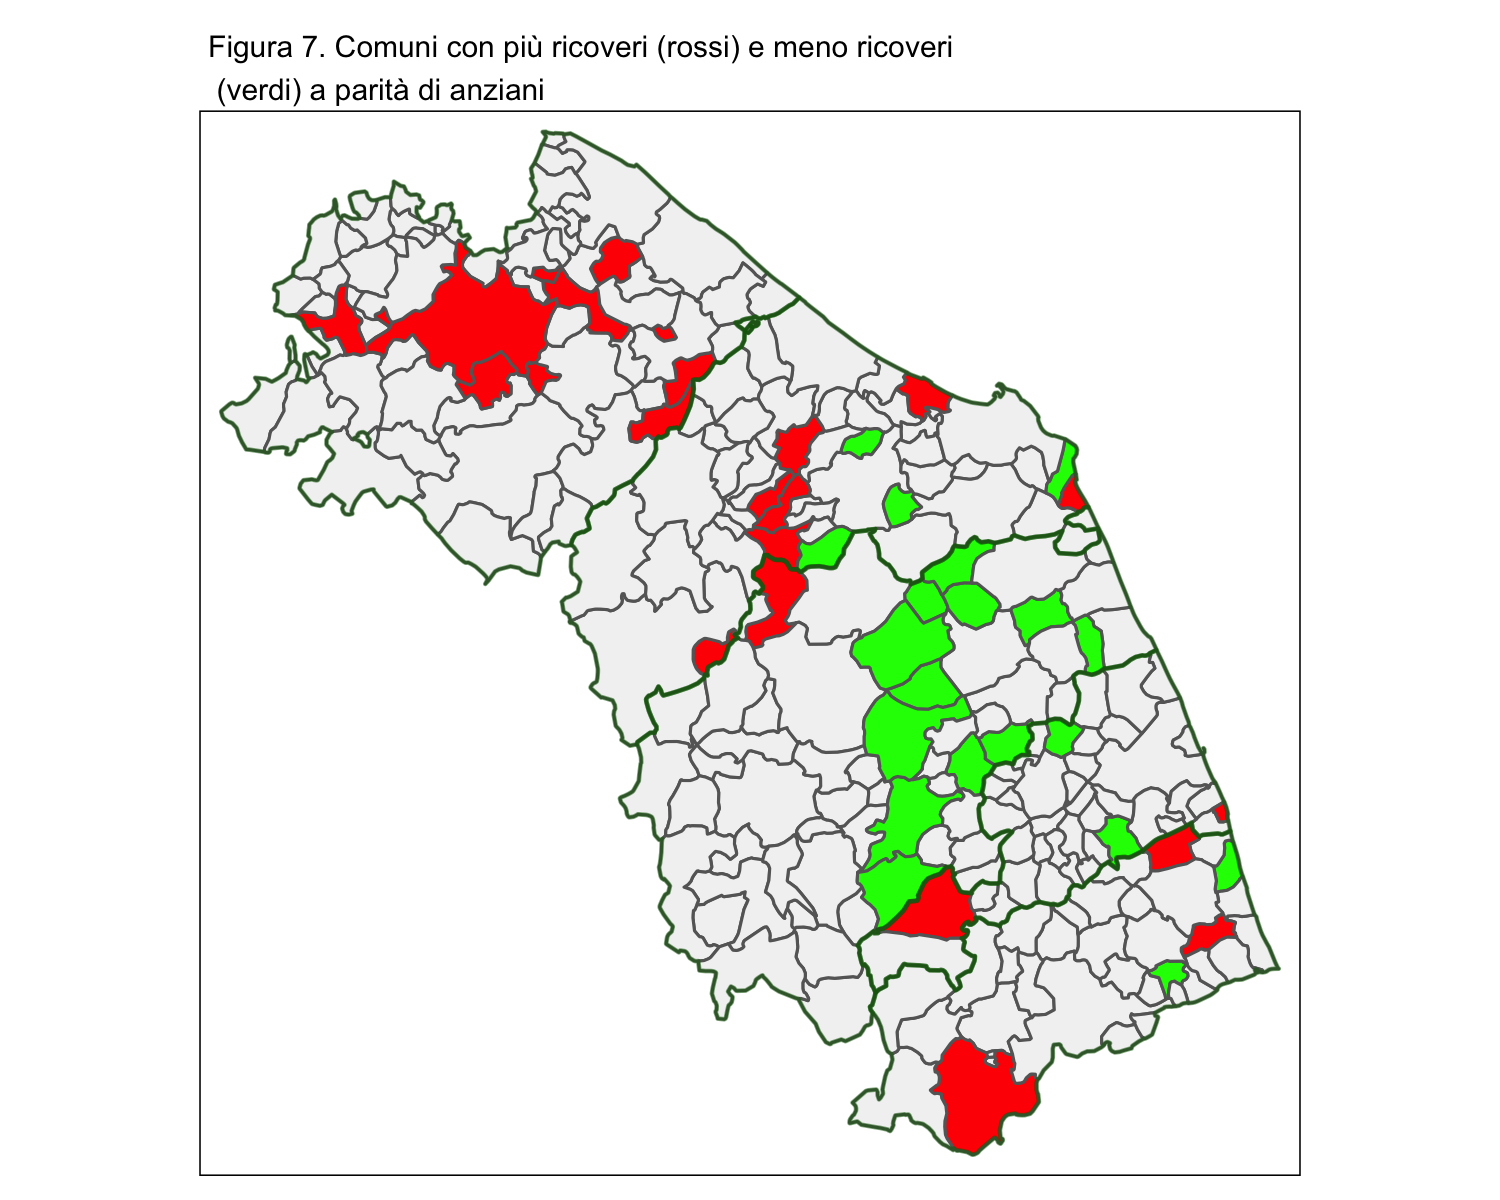 Figura 7. Comuni con più ricoveri (rossi) e meno ricoveri
(verdi) a parità di anziani